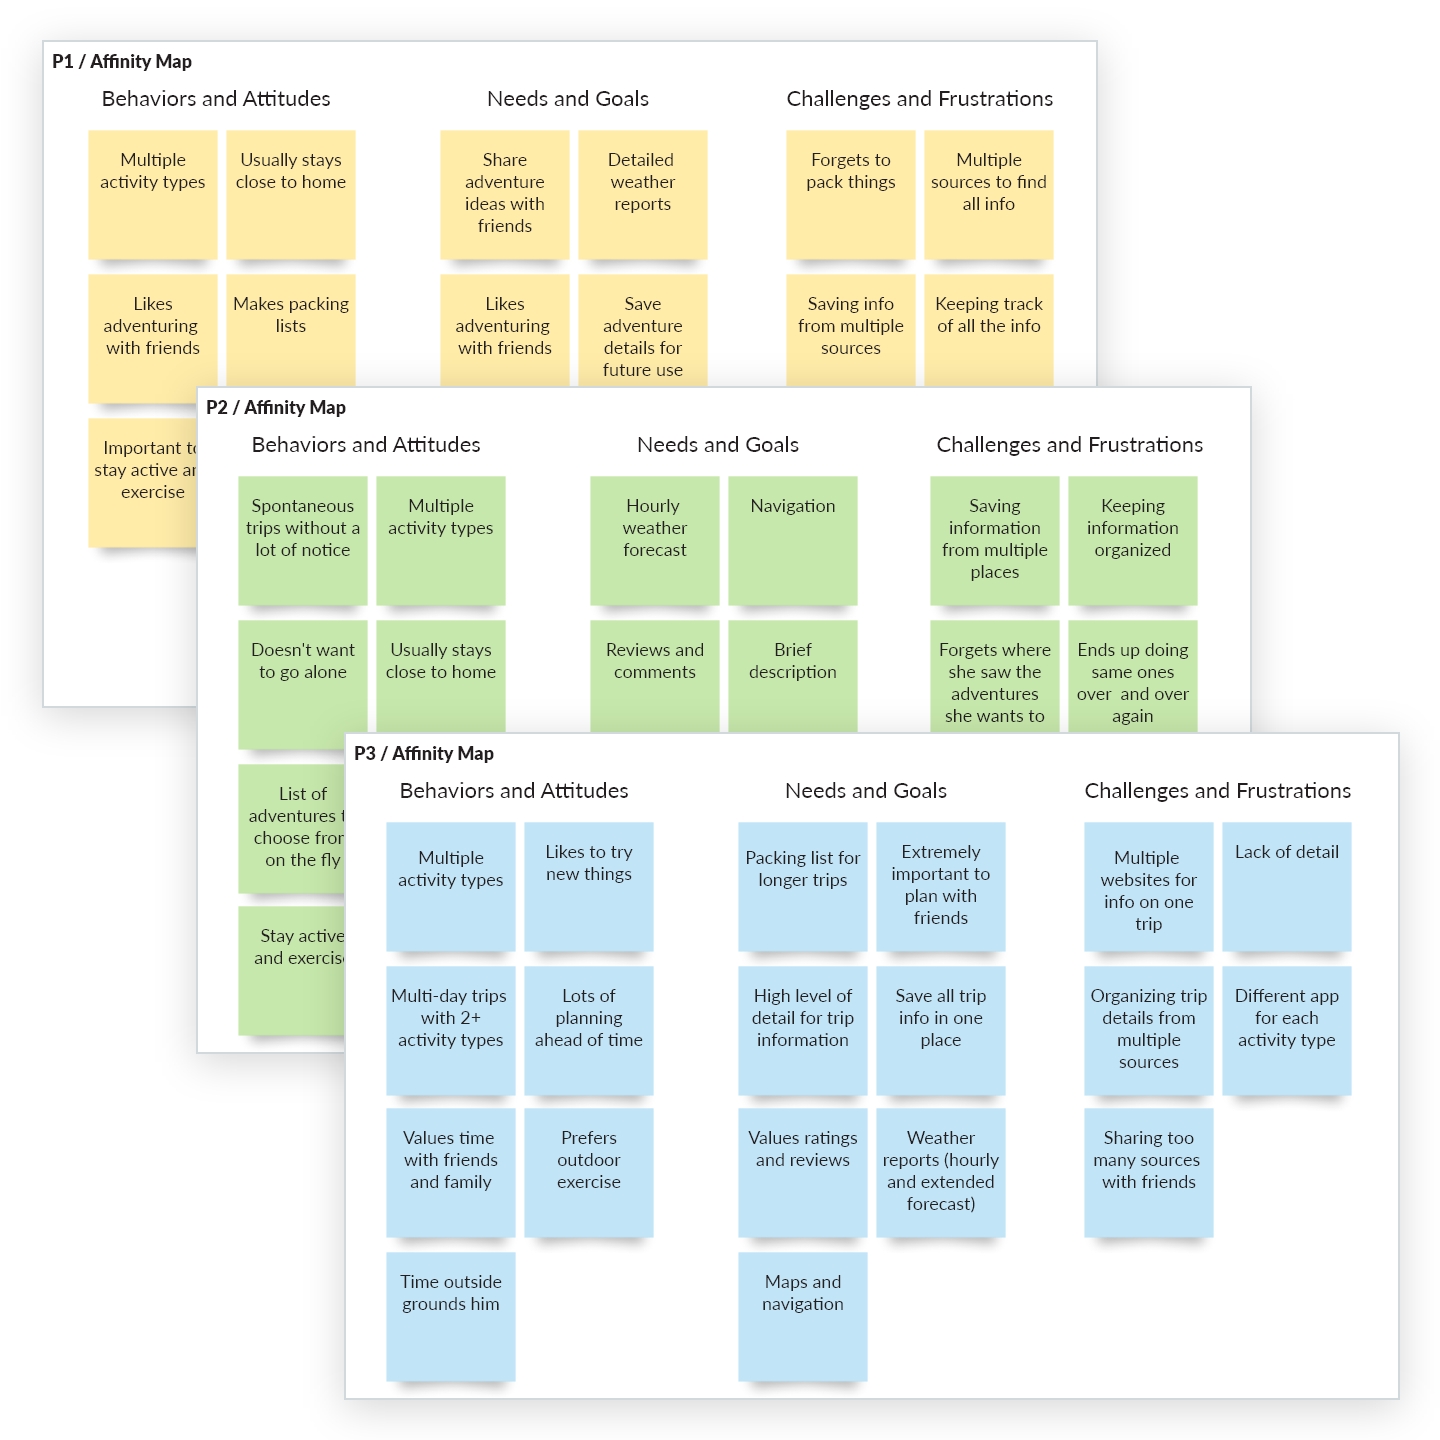 P1 / Affinity Map
Behaviors and Attitudes
Needs and Goals
Challenges and Frustrations
Multiple
activity types
Usually stays
close to home
Share
adventure
ideas with
friends
Detailed
weather
reports
Forgets to
pack things
Multiple
sources to find
all info
Likes
adventuring
with friends
Makes packing
lists
Likes
adventuring
with friends
Save
adventure
details for
future use
Saving info
from multiple
sources
Keeping track
of all the info
Important
stay active
exercise
P2 / Affinity Map
Behaviors and Attitudes
Needs and Goals
Challenges and Frustrations
Spontaneous
trips without a
lot of notice
Multiple
activity types
Hourly
weather
forecast
Navigation
Saving
information
from multiple
places
Keeping
information
organized
Doesn't want
to go alone
Usually stays
close to home
Reviews and
comments
Brief
description
Forgets where
she saw the
adventures
she wants to
Ends up doing
same ones
over  and over
again
List of
adventures
choose
on the fly
Stay active
and
P3 / Affinity Map
Behaviors and Attitudes
Needs and Goals
Challenges and Frustrations
Multiple
activity types
Likes to try
new things
Packing list for
longer trips
Extremely
important to
plan with
friends
Multiple
websites for
info on one
trip
Lack of detail
Multi-day trips
with 2+
activity types
Lots of
planning
ahead of time
High level of
detail for trip
information
Save all trip
info in one
place
Organizing trip
details from
multiple
sources
Different app
for each
activity type
Values time
with friends
and family
Prefers
outdoor
exercise
Values ratings
and reviews
Weather
reports (hourly
and extended
forecast)
Sharing too
many sources
with friends
Time outside
grounds him
Maps and
navigation